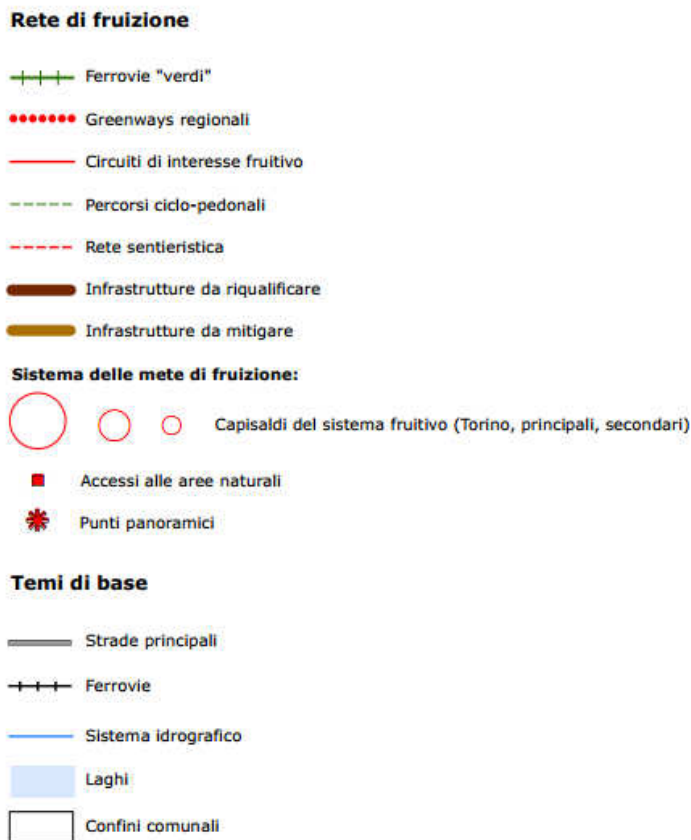 Rete di fruizione
Ferrovie "verdi"
Greenways regionali
Circuiti di interesse fruitivo
Percorsi ciclo-pedonali
Rete sentieristica
Infrastrutture da riqualificare
Infrastrutture da mitigare
Sistema delle mete di fruizione:
Capisaldi del sistema fruitivo (Torino, principali, secondari)
Accessi alle aree naturali
Punti panoramici
Temi di base
Strade principali
Ferrovie
Sistema idrografico
Laghi
Confini comunali